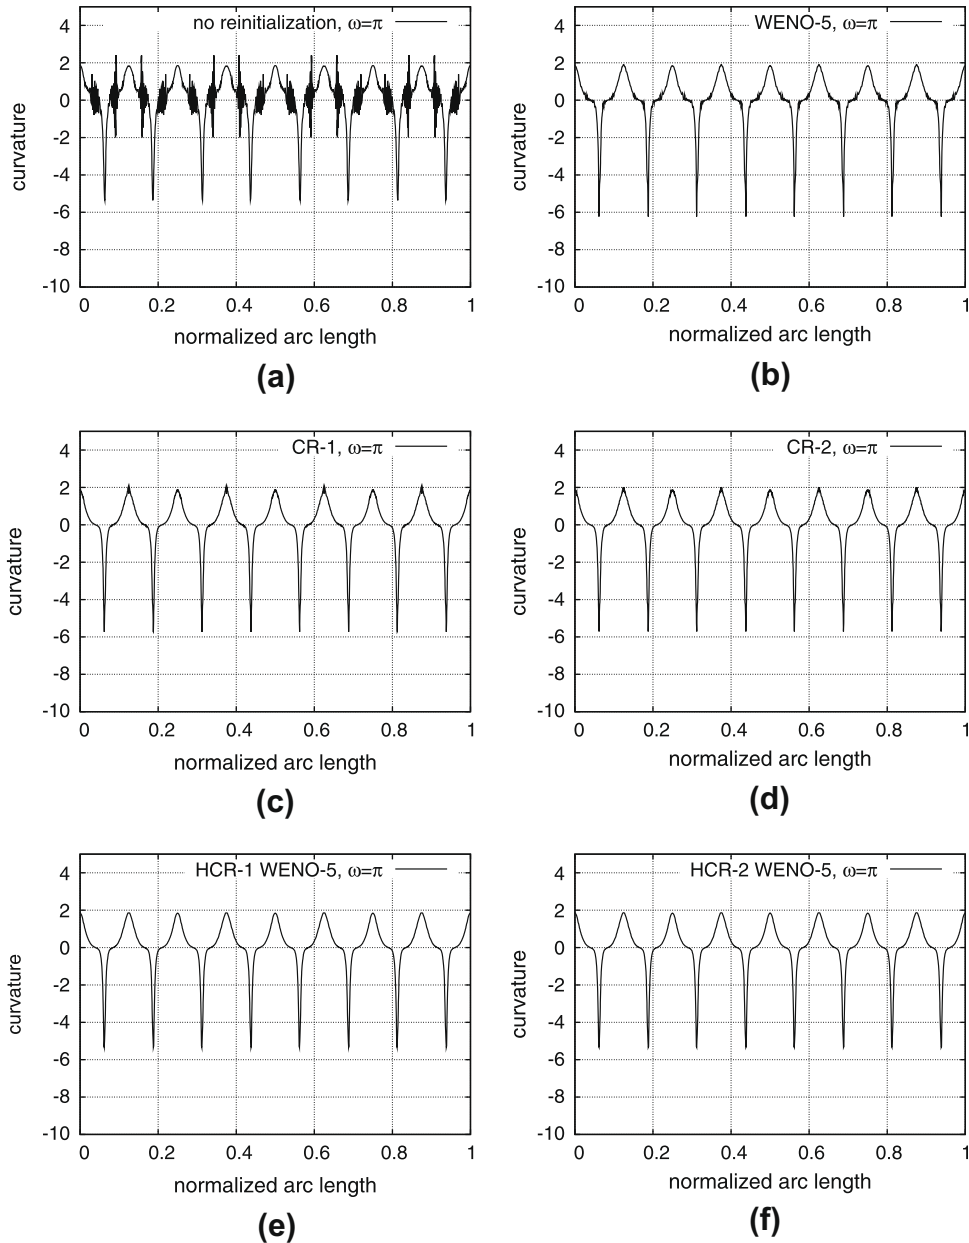 no reinitialization, ω=π
4
2
0
-2
-4
-6
-8
-10
curvature
0 0.2 0.4 0.6 0.8 1
normalized arc length
(a)
WENO-5, ω=π
4
2
0
-2
-4
-6
-8
-10
curvature
0 0.2 0.4 0.6 0.8 1
normalized arc length
(b)
CR-1, ω=π
4
2
0
-2
-4
-6
-8
-10
curvature
0 0.2 0.4 0.6 0.8 1
normalized arc length
(c)
CR-2, ω=π
4
2
0
-2
-4
-6
-8
-10
curvature
0 0.2 0.4 0.6 0.8 1
normalized arc length
(d)
HCR-1 WENO-5, ω=π
4
2
0
-2
-4
-6
-8
-10
curvature
0 0.2 0.4 0.6 0.8 1
normalized arc length
(e)
HCR-2 WENO-5, ω=π
4
2
0
-2
-4
-6
-8
-10
curvature
0 0.2 0.4 0.6 0.8 1
normalized arc length
(f)